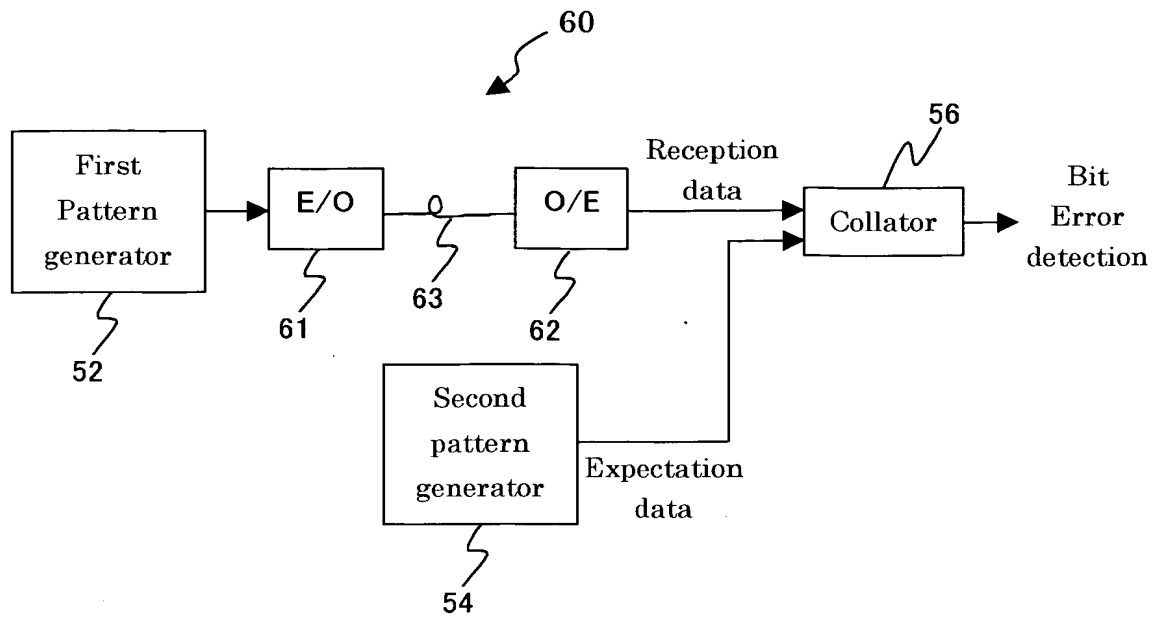 60
First
Pattern
generator
52
E/O
61
63
O/E
62
Reception
data
56
Collator
Bit
Error
detection
Second
pattern
generator
54
Expectation
data